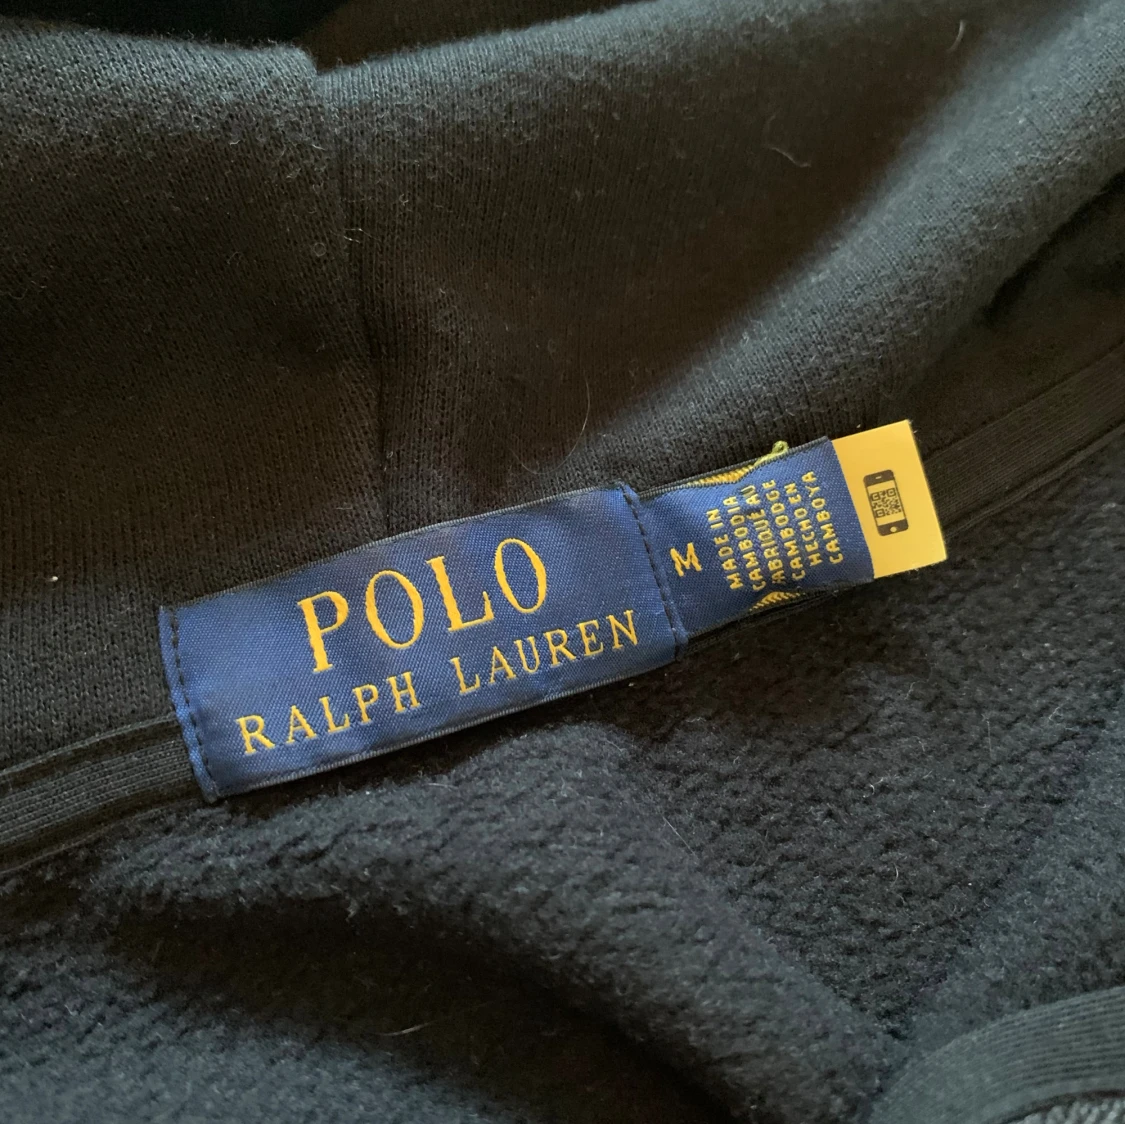 POLO
RALPH LAUREN
M
MADE IN
CAMBODIA
FABRIQUÉ AU
CAMBODGE
HECHO EN
CAMBOYA